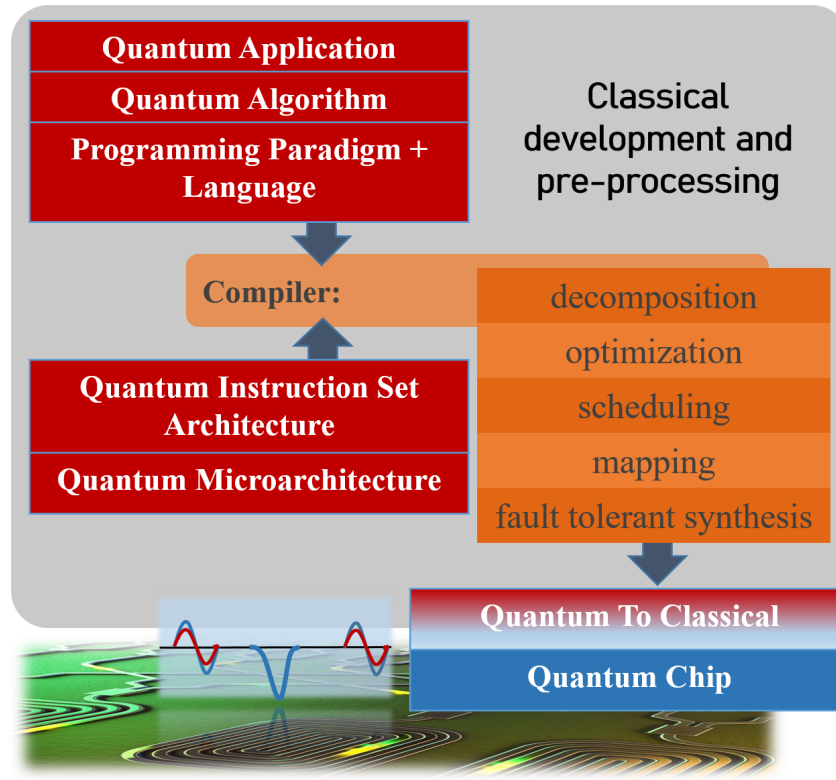 Quantum Application
Quantum Algorithm
Programming Paradigm +
Language
Classical
development and
pre-processing
Compiler:
decomposition
optimization
scheduling
mapping
fault tolerant synthesis
Quantum Instruction Set
Architecture
Quantum Microarchitecture
Quantum To Classical
Quantum Chip